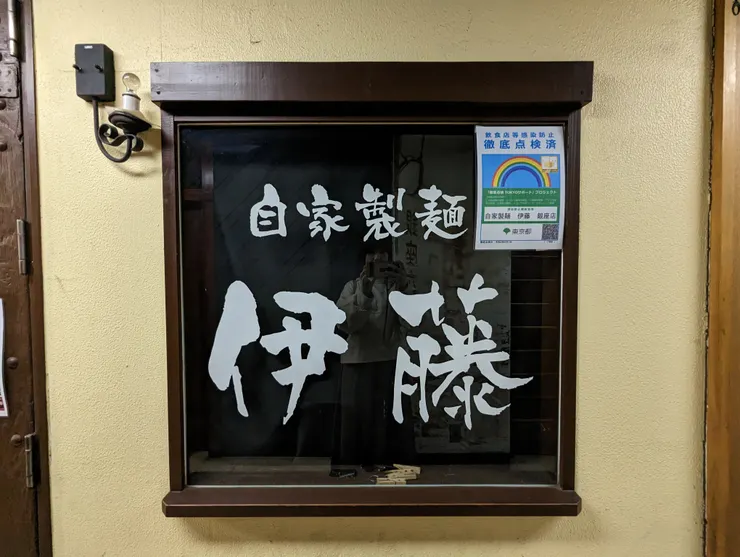 自家製麺
伊藤
飲食店等感染防止
徹底点検済
自家製麺 伊藤 銀座店
東京都